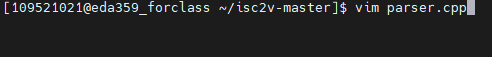 [109521021@eda359_forclass ~/isc2v-master]$ vim parser.cpp